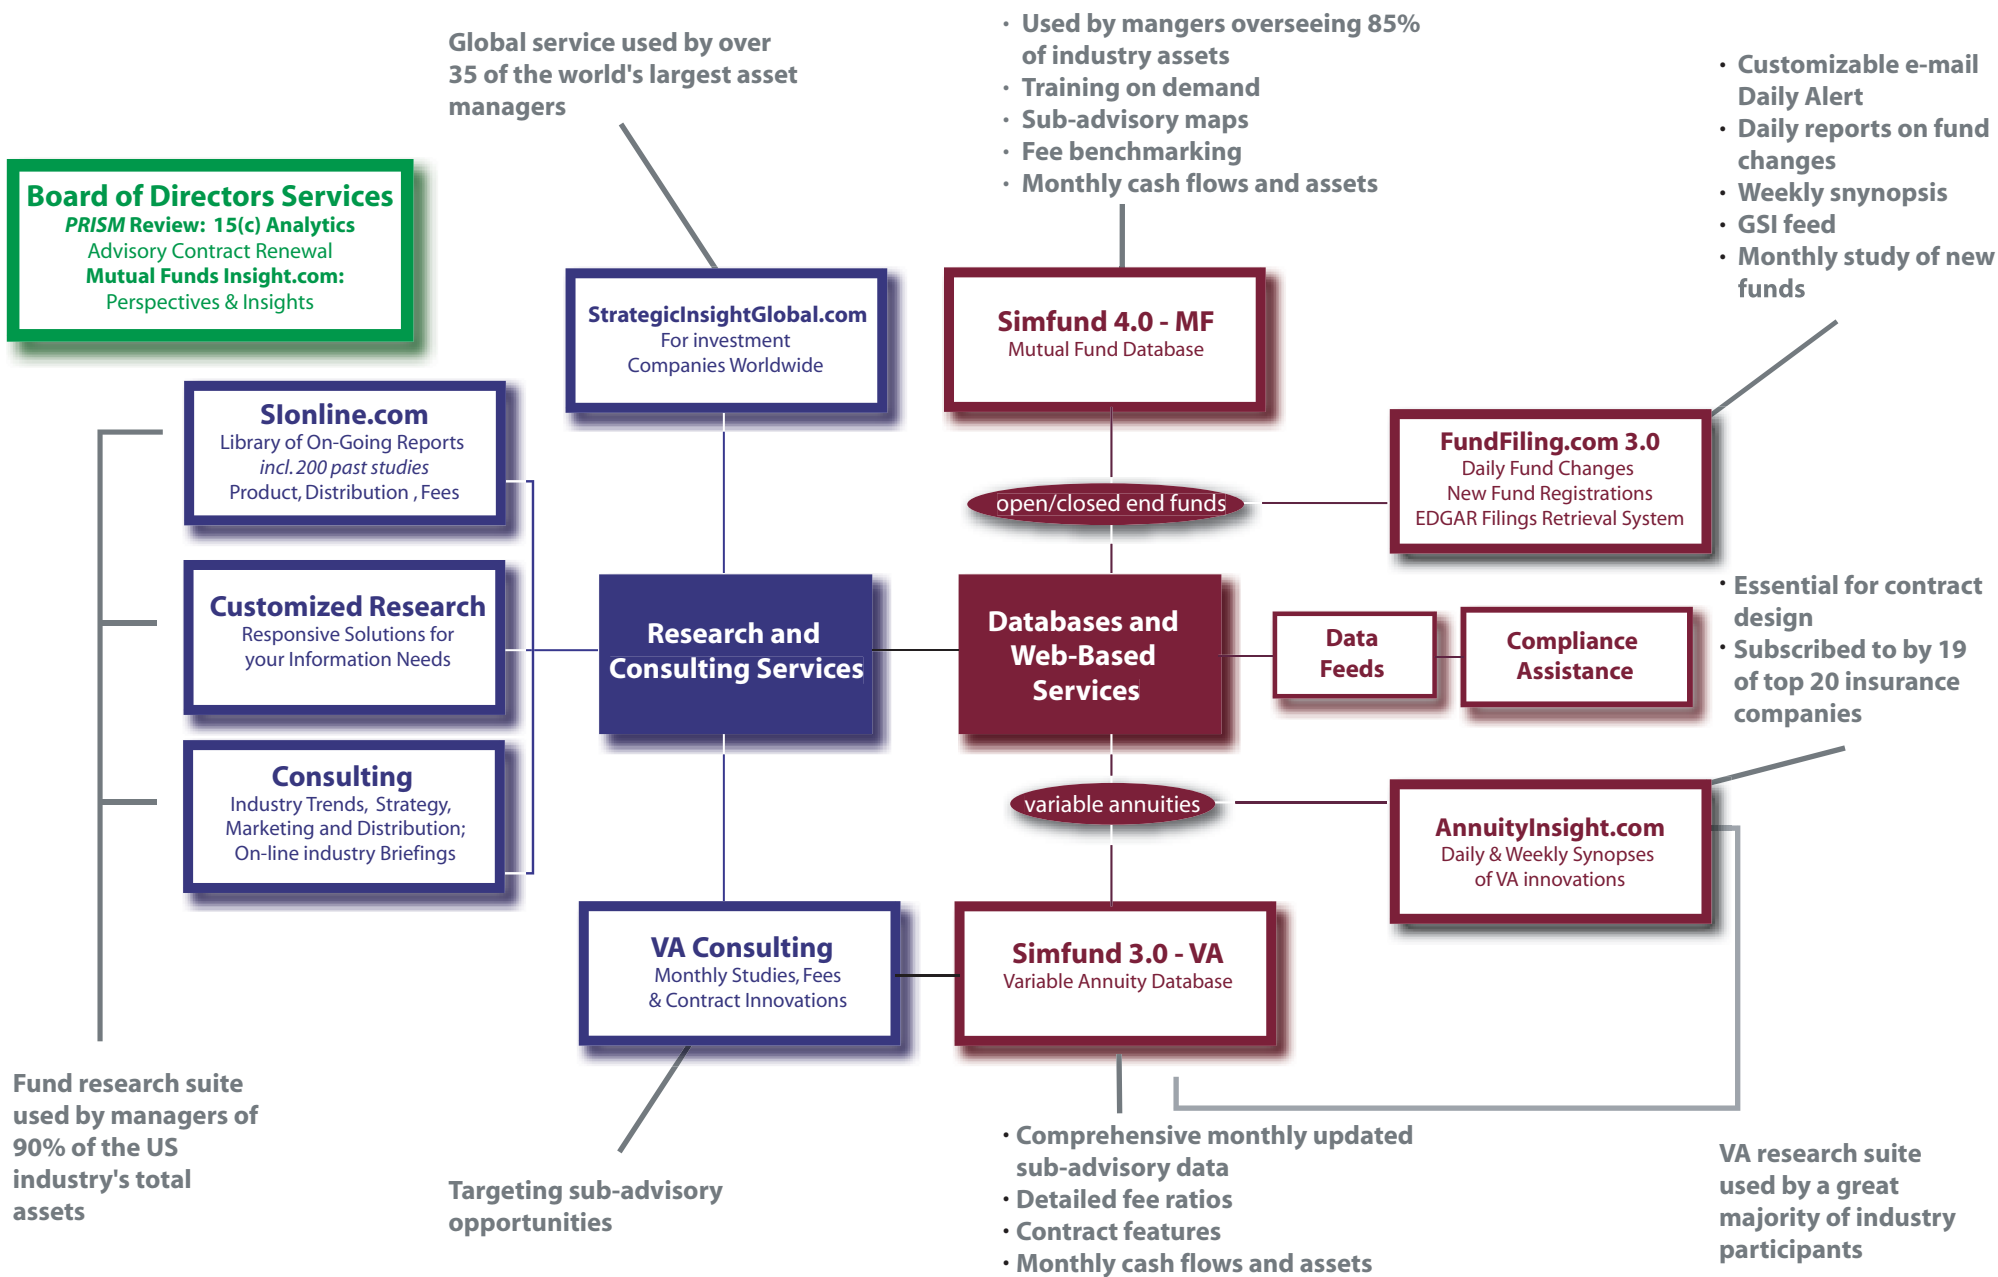 Global service used by over
35 of the world's largest asset
managers
· Used by mangers overseeing 85%
of industry assets
· Training on demand
· Sub-advisory maps
· Fee benchmarking
· Monthly cash flows and assets
· Customizable e-mail
Daily Alert
· Daily reports on fund
changes
· Weekly snynopsis
· GSI feed
· Monthly study of new
funds
Board of Directors Services
PRISM Review: 15(c) Analytics
Advisory Contract Renewal
Mutual Funds Insight.com:
Perspectives & Insights
StrategicInsightGlobal.com
For investment
Companies Worldwide
Simfund 4.0 - MF
Mutual Fund Database
SIonline.com
Library of On-Going Reports
incl. 200 past studies
Product, Distribution , Fees
FundFiling.com 3.0
Daily Fund Changes
New Fund Registrations
EDGAR Filings Retrieval System
open/closed end funds
Customized Research
Responsive Solutions for
your Information Needs
Research and
Consulting Services
Databases and
Web-Based
Services
Data
Feeds
Compliance
Assistance
· Essential for contract
design
· Subscribed to by 19
of top 20 insurance
companies
Consulting
Industry Trends, Strategy,
Marketing and Distribution;
On-line industry Briefings
variable annuities
AnnuityInsight.com
Daily & Weekly Synopses
of VA innovations
VA Consulting
Monthly Studies, Fees
& Contract Innovations
Simfund 3.0 - VA
Variable Annuity Database
Fund research suite
used by managers of
90% of the US
industry's total
assets
Targeting sub-advisory
opportunities
· Comprehensive monthly updated
sub-advisory data
· Detailed fee ratios
· Contract features
· Monthly cash flows and assets
VA research suite
used by a great
majority of industry
participants